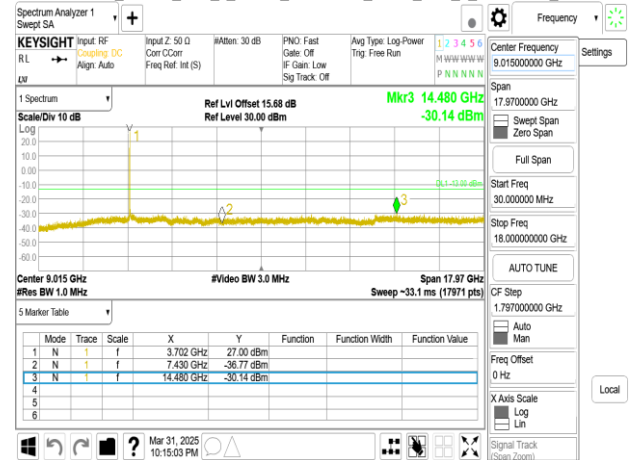 Spectrum Analyzer 1
Swept SA
Frequency
KEYSIGHT
RL
Input: RF
Coupling: DC
Align: Auto
Input Z: 50 Ω
Corr CCorr
Freq Ref: Int (S)
#Atten: 30 dB
PNO: Fast
Gate: Off
IF Gain: Low
Sig Track: Off
Avg Type: Log-Power
Trig: Free Run
1 2 3 4 5 6
M W W W W W
P N N N N N
LXI
Center Frequency
9.015000000 GHz
Settings
Span
17.9700000 GHz
Swept Span
Zero Span
Full Span
Start Freq
30.000000 MHz
Stop Freq
18.000000000 GHz
AUTO TUNE
CF Step
1.797000000 GHz
Auto
Man
Freq Offset
0 Hz
X Axis Scale
Log
Lin
Signal Track
(Span Zoom)
Local
1 Spectrum
Scale/Div 10 dB
Ref Lvl Offset 15.68 dB
Ref Level 30.00 dBm
Mkr3 14.480 GHz
-30.14 dBm
Log
20.0
10.0
0.00
-10.0
-20.0
-30.0
-40.0
-50.0
-60.0
1
2
3
DL1 -13.00 dBm
Center 9.015 GHz
#Res BW 1.0 MHz
#Video BW 3.0 MHz
Span 17.97 GHz
Sweep ~33.1 ms (17971 pts)
5 Marker Table
Mode Trace Scale X Y Function Function Width Function Value
1 N 1 f 3.702 GHz 27.00 dBm
2 N 1 f 7.430 GHz -36.77 dBm
3 N 1 f 14.480 GHz -30.14 dBm
4
5
6
?
Mar 31, 2025
10:15:03 PM